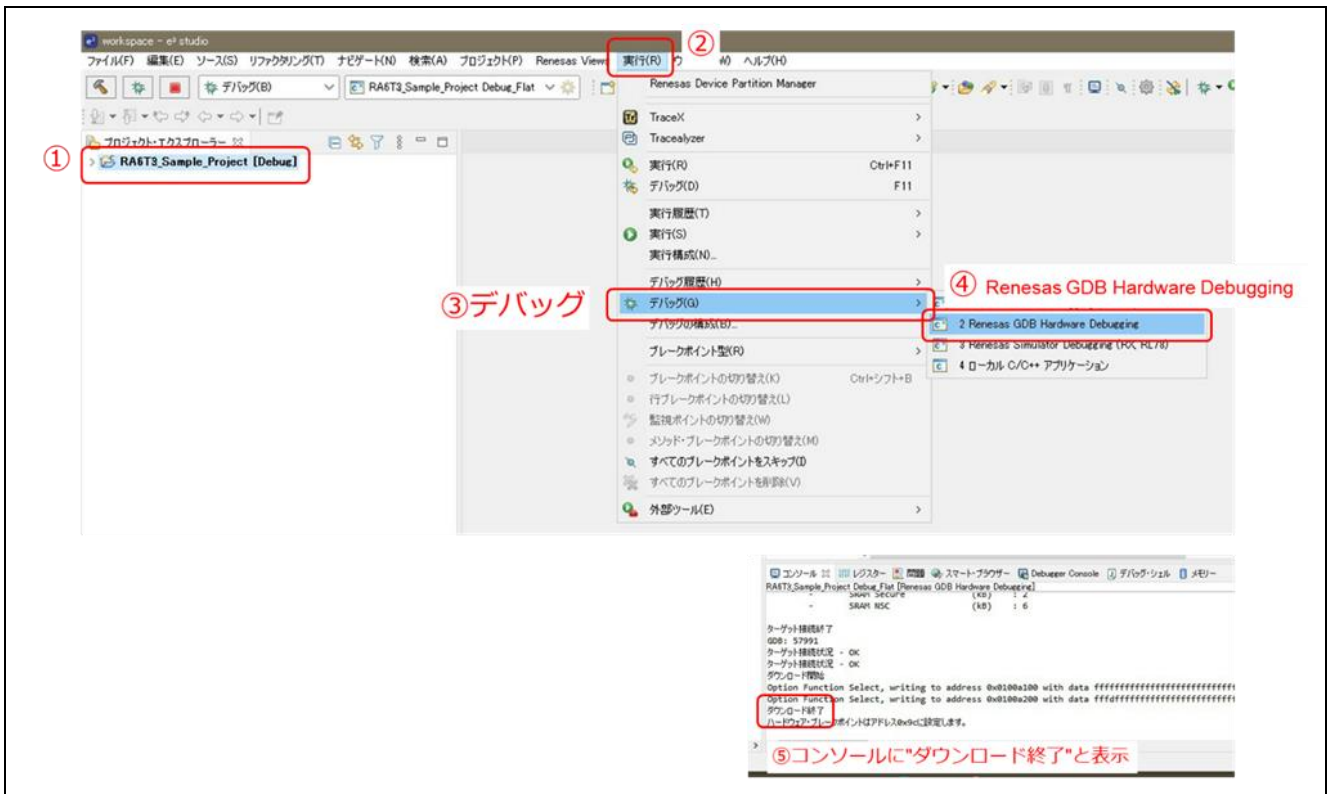 workspace - e² studio
②
ファイル(F) 編集(E) ソース(S) リファクタリング(T) ナビゲート(N) 検索(A) プロジェクト(P) Renesas Views 実行(R) ウ W) ヘルプ(H)
デバッグ(B) RA6T3_Sample_Project Debug_Flat
Renesas Device Partition Manager
TraceX
Tracealyzer
プロジェクト・エクスプローラー
① RA6T3_Sample_Project [Debug]
実行(R) Ctrl+F11
デバッグ(D) F11
実行履歴(T)
実行(S)
実行構成(N)...
デバッグ履歴(H)
④ Renesas GDB Hardware Debugging
③デバッグ
デバッグ(G)
デバッグの構成(B)...
2 Renesas GDB Hardware Debugging
3 Renesas Simulator Debugging (RX, RL78)
4 ローカル C/C++ アプリケーション
ブレークポイント型(R)
ブレークポイントの切り替え(K) Ctrl+シフト+B
行ブレークポイントの切り替え(L)
監視ポイントの切り替え(W)
メソッド・ブレークポイントの切り替え(M)
すべてのブレークポイントをスキップ(I)
すべてのブレークポイントを削除(V)
外部ツール(E)
コンソール レジスター 問題 スマート・ブラウザー Debugger Console デバッグ・シェル メモリー
RA6T3_Sample_Project Debug_Flat [Renesas GDB Hardware Debugging]
- SRAM Secure (kB) : 2
- SRAM NSC (kB) : 6
ターゲット接続終了
GDB: 57991
ターゲット接続状況 - OK
ターゲット接続状況 - OK
ダウンロード開始
Option Function Select, writing to address 0x0100a100 with data
Option Function Select, writing to address 0x0100a200 with data
ダウンロード終了
ハードウェア・ブレークポイントはアドレス0x9cに設定します。
⑤コンソールに"ダウンロード終了"と表示